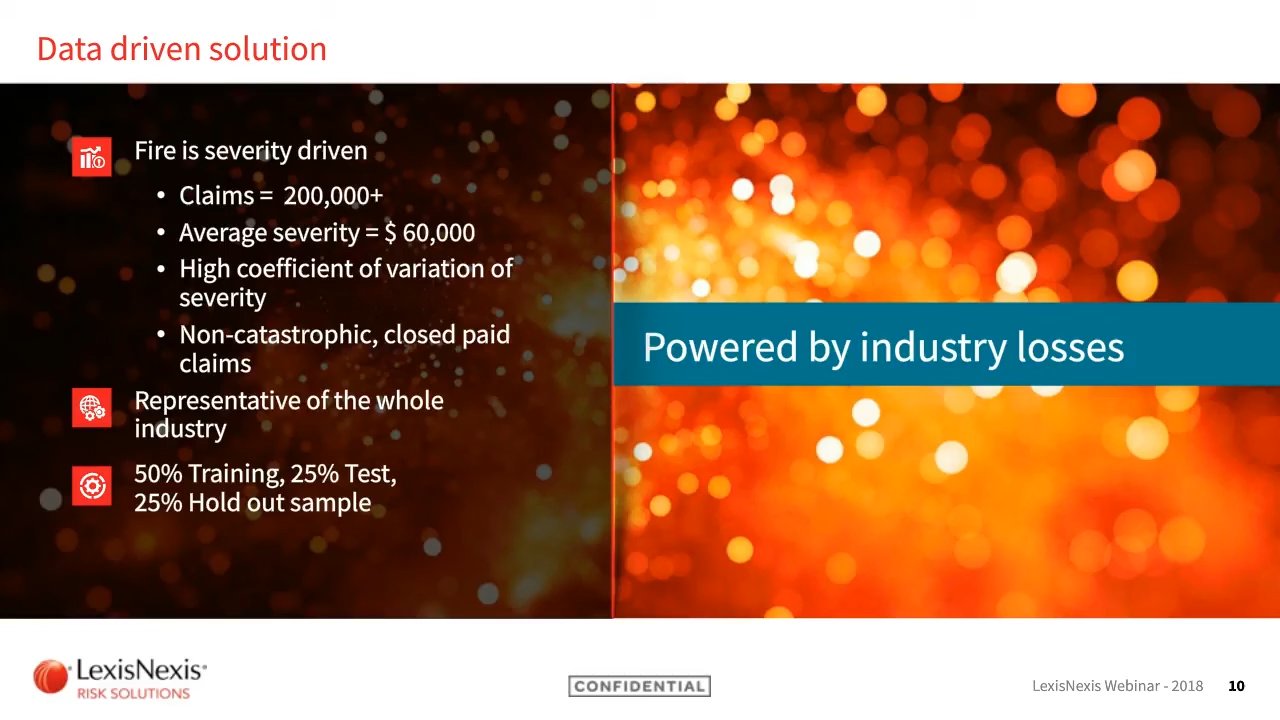 Data driven solution
Fire is severity driven
• Claims = 200,000+
• Average severity = $ 60,000
• High coefficient of variation of
severity
• Non-catastrophic, closed paid
claims
Representative of the whole
industry
50% Training, 25% Test,
25% Hold out sample
Powered by industry losses
LexisNexis
RISK SOLUTIONS
CONFIDENTIAL
LexisNexis Webinar - 2018 10